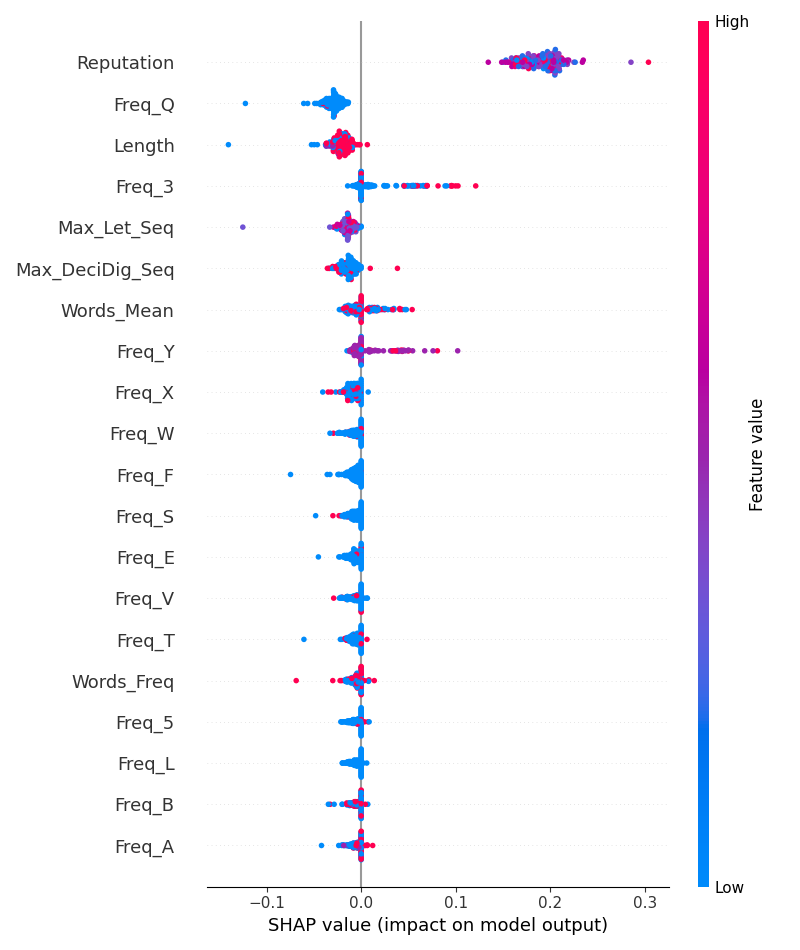 High
Reputation
Freq_Q
Length
Freq_3
Max_Let_Seq
Max_DeciDig_Seq
Words_Mean
Freq_Y
Freq_X
Freq_W
Freq_F
Freq_S
Freq_E
Freq_V
Freq_T
Words_Freq
Freq_5
Freq_L
Freq_B
Freq_A
Feature value
Low
−0.1 0.0 0.1 0.2 0.3
SHAP value (impact on model output)